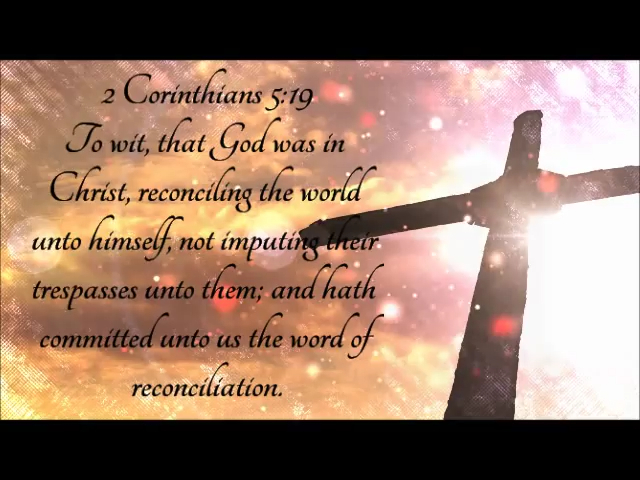 2 Corinthians 5:19
To wit, that God was in
Christ, reconciling the world
unto himself, not imputing their
trespasses unto them; and hath
committed unto us the word of
reconciliation.